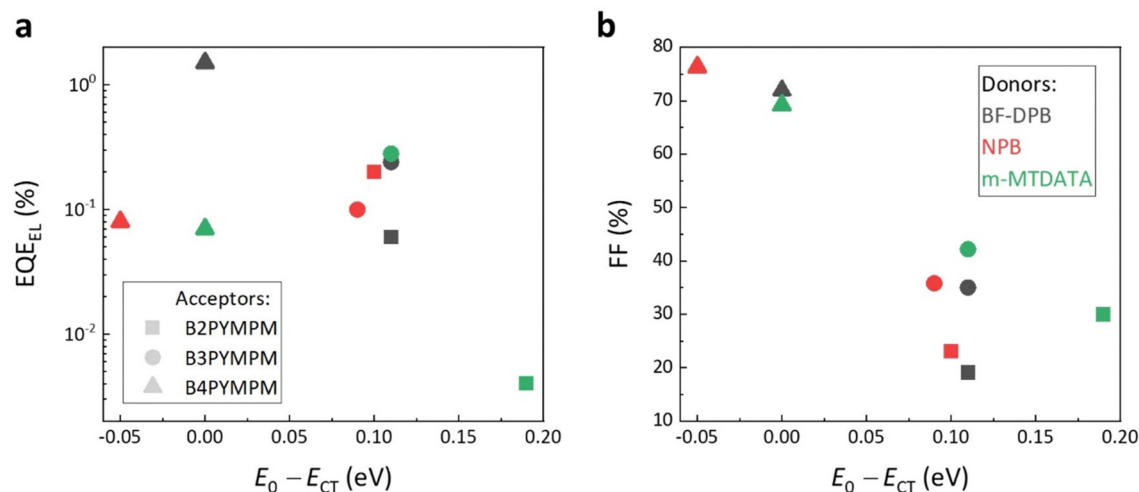 a
EQE_EL (%)
10⁰
10⁻¹
10⁻²
Acceptors:
B2PYMPM
B3PYMPM
B4PYMPM
-0.05 0.00 0.05 0.10 0.15 0.20
E₀ − E_CT (eV)
b
FF (%)
80
70
60
50
40
30
20
10
Donors:
BF-DPB
NPB
m-MTDATA
-0.05 0.00 0.05 0.10 0.15 0.20
E₀ − E_CT (eV)